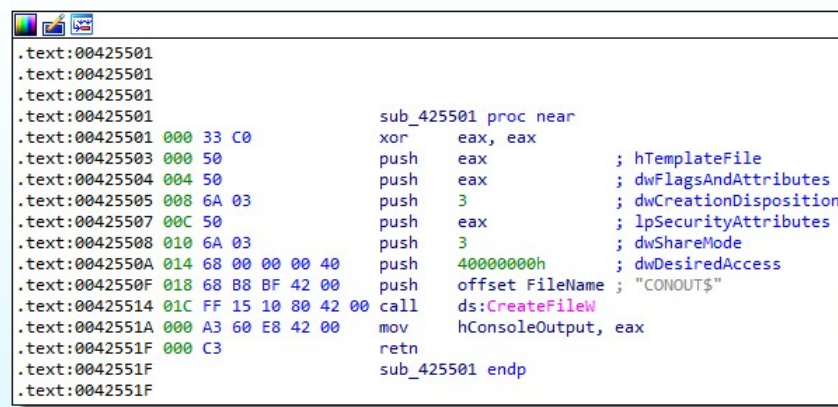 .text:00425501
.text:00425501
.text:00425501
.text:00425501 sub_425501 proc near
.text:00425501 000 33 C0 xor eax, eax
.text:00425503 000 50 push eax ; hTemplateFile
.text:00425504 004 50 push eax ; dwFlagsAndAttributes
.text:00425505 008 6A 03 push 3 ; dwCreationDisposition
.text:00425507 00C 50 push eax ; lpSecurityAttributes
.text:00425508 010 6A 03 push 3 ; dwShareMode
.text:0042550A 014 68 00 00 00 40 push 40000000h ; dwDesiredAccess
.text:0042550F 018 68 B8 BF 42 00 push offset FileName ; "CONOUT$"
.text:00425514 01C FF 15 10 80 42 00 call ds:CreateFileW
.text:0042551A 000 A3 60 E8 42 00 mov hConsoleOutput, eax
.text:0042551F 000 C3 retn
.text:0042551F sub_425501 endp
.text:0042551F